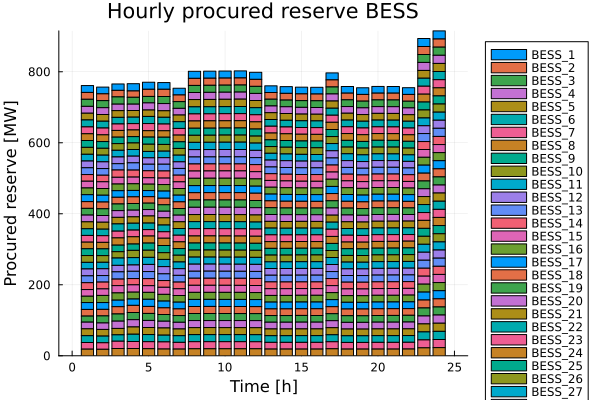 Hourly procured reserve BESS
Procured reserve [MW]
800
600
400
200
0
0 5 10 15 20 25
Time [h]
BESS_1
BESS_2
BESS_3
BESS_4
BESS_5
BESS_6
BESS_7
BESS_8
BESS_9
BESS_10
BESS_11
BESS_12
BESS_13
BESS_14
BESS_15
BESS_16
BESS_17
BESS_18
BESS_19
BESS_20
BESS_21
BESS_22
BESS_23
BESS_24
BESS_25
BESS_26
BESS_27